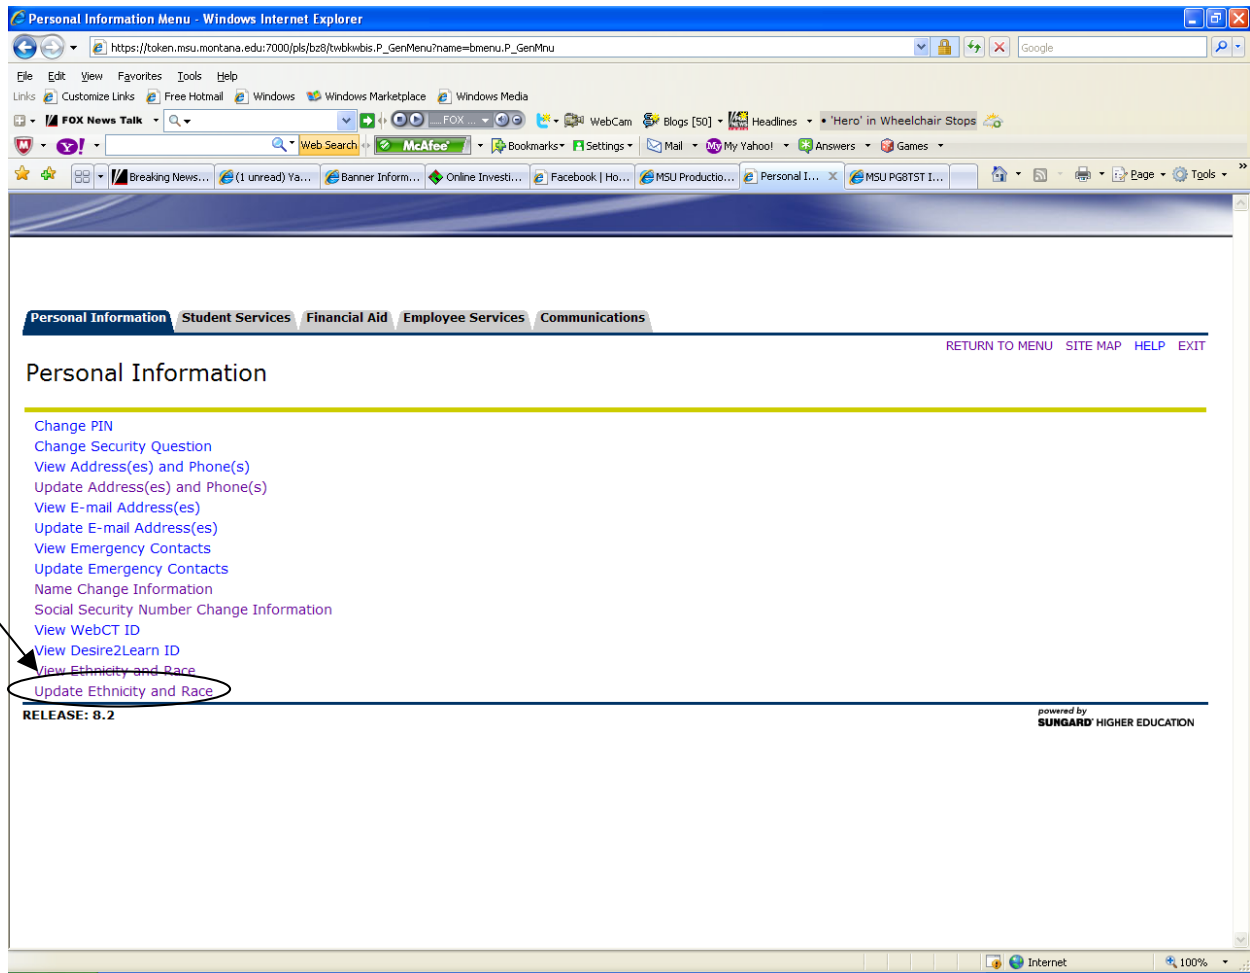 Personal Information Menu - Windows Internet Explorer
https://token.msu.montana.edu:7000/pls/bz8/twbkwbis.P_GenMenu?name=bmenu.P_GenMnu
Google
File Edit View Favorites Tools Help
Links Customize Links Free Hotmail Windows Windows Marketplace Windows Media
FOX News Talk ....FOX ... WebCam Blogs [50] Headlines • 'Hero' in Wheelchair Stops
Y! Web Search McAfee Bookmarks Settings Mail My Yahoo! Answers Games
Breaking News... (1 unread) Ya... Banner Inform... Online Investi... Facebook | Ho... MSU Productio... Personal I... X MSU PG8TST I... Page Tools »
Personal Information Student Services Financial Aid Employee Services Communications
RETURN TO MENU SITE MAP HELP EXIT
Personal Information
Change PIN
Change Security Question
View Address(es) and Phone(s)
Update Address(es) and Phone(s)
View E-mail Address(es)
Update E-mail Address(es)
View Emergency Contacts
Update Emergency Contacts
Name Change Information
Social Security Number Change Information
View WebCT ID
View Desire2Learn ID
View Ethnicity and Race
Update Ethnicity and Race
RELEASE: 8.2
powered by
SUNGARD' HIGHER EDUCATION
Internet 100%